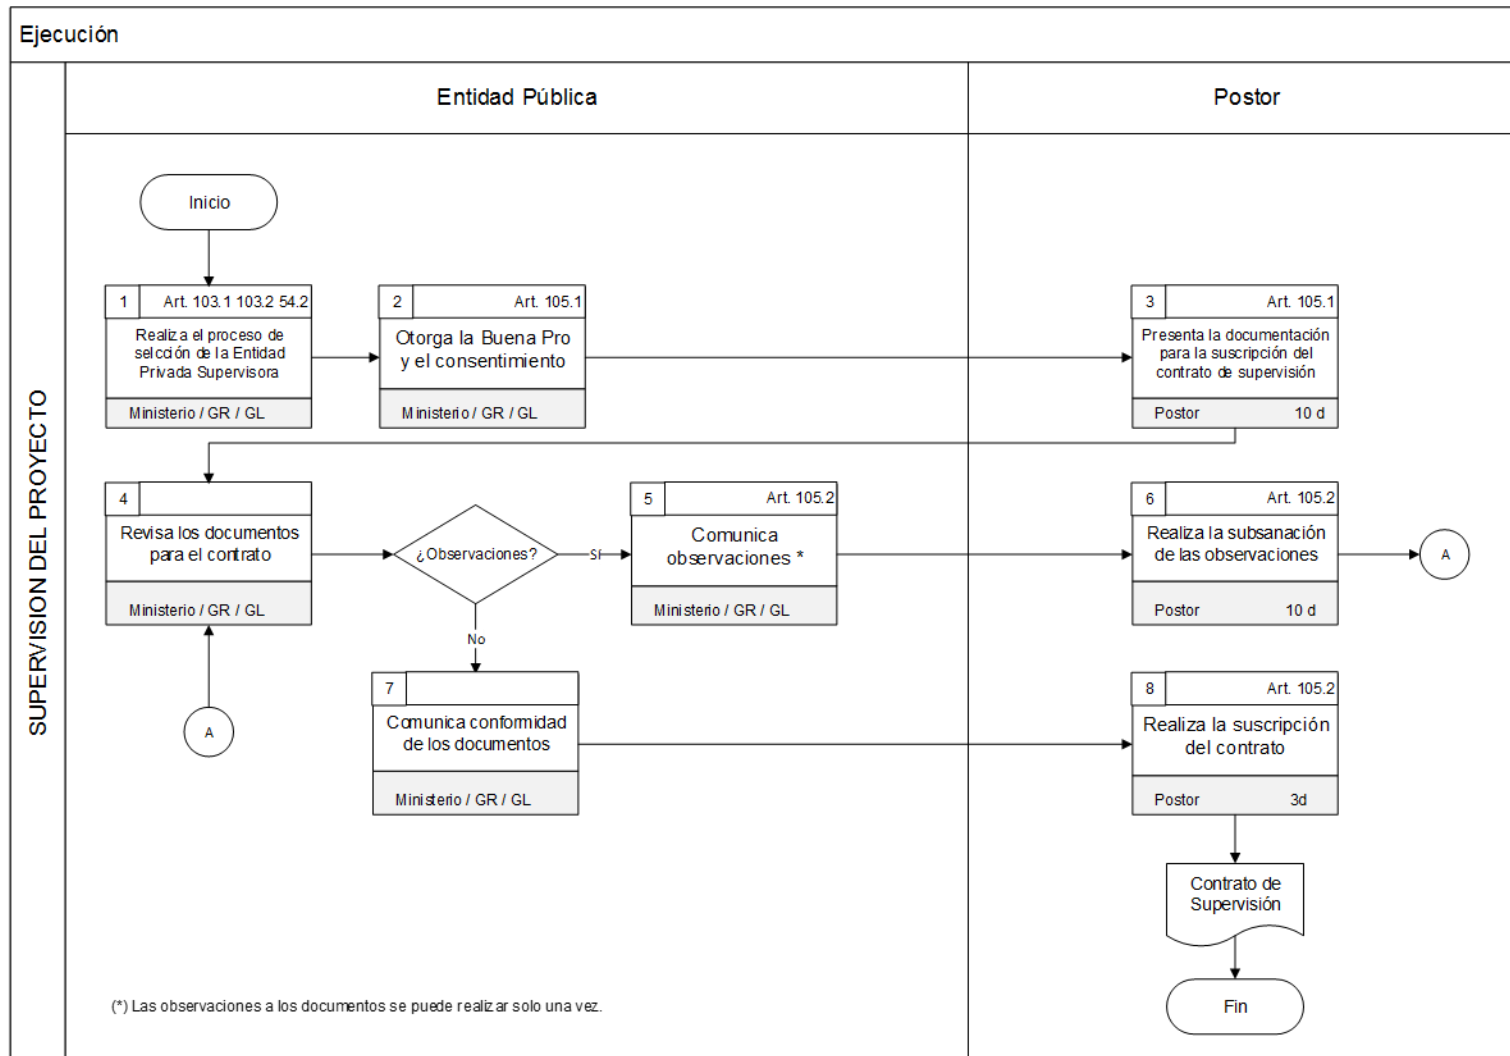 Ejecución
SUPERVISION DEL PROYECTO
Entidad Pública
Postor
Inicio
1
Art. 103.1 103.2 54.2
Realiza el proceso de
selcción de la Entidad
Privada Supervisora
Ministerio / GR / GL
2
Art. 105.1
Otorga la Buena Pro
y el consentimiento
Ministerio / GR / GL
3
Art. 105.1
Presenta la documentación
para la suscripción del
contrato de supervisión
Postor 10 d
4
Revisa los documentos
para el contrato
Ministerio / GR / GL
¿Observaciones?
Sí
No
5
Art. 105.2
Comunica
observaciones *
Ministerio / GR / GL
6
Art. 105.2
Realiza la subsanación
de las observaciones
Postor 10 d
A
A
7
Comunica conformidad
de los documentos
Ministerio / GR / GL
8
Art. 105.2
Realiza la suscripción
del contrato
Postor 3d
Contrato de
Supervisión
Fin
(*) Las observaciones a los documentos se puede realizar solo una vez.